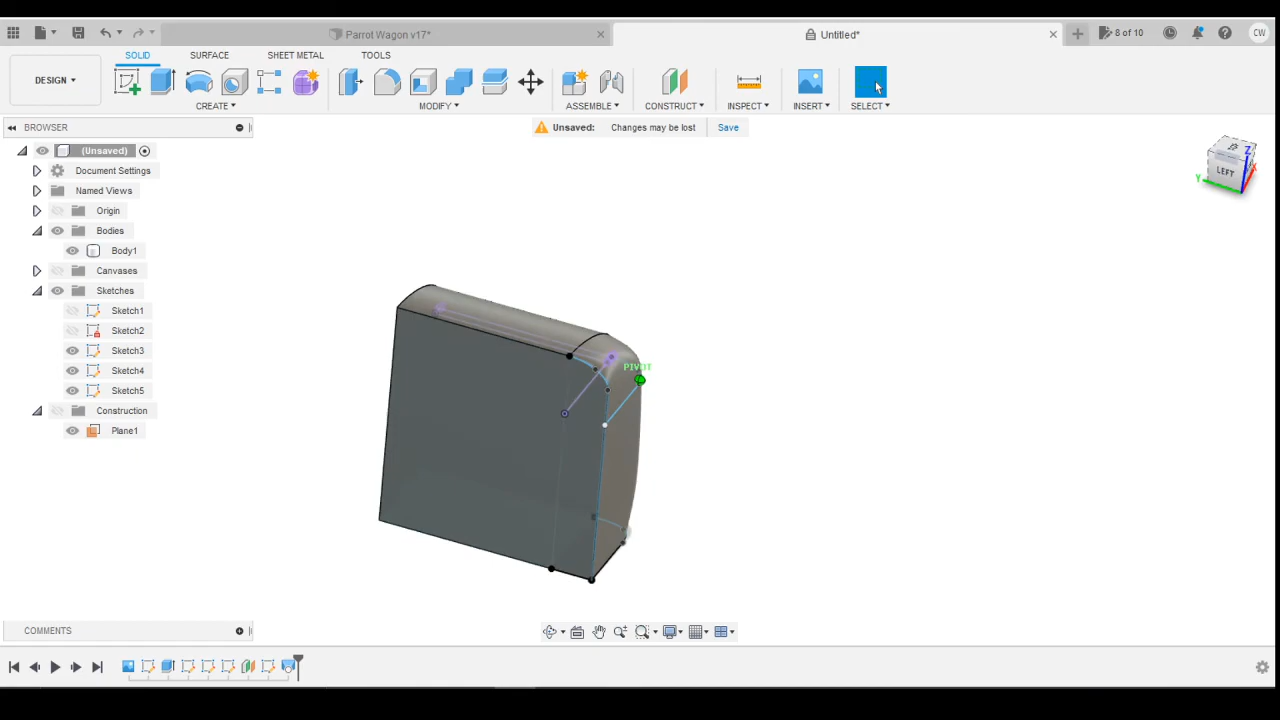 Parrot Wagon v17*
Untitled*
8 of 10
CW
DESIGN
SOLID
SURFACE
SHEET METAL
TOOLS
CREATE
MODIFY
ASSEMBLE
CONSTRUCT
INSPECT
INSERT
SELECT
BROWSER
Unsaved: Changes may be lost Save
(Unsaved)
Document Settings
Named Views
Origin
Bodies
Body1
Canvases
Sketches
Sketch1
Sketch2
Sketch3
Sketch4
Sketch5
Construction
Plane1
Z
X
Y
LEFT
PIVOT
COMMENTS